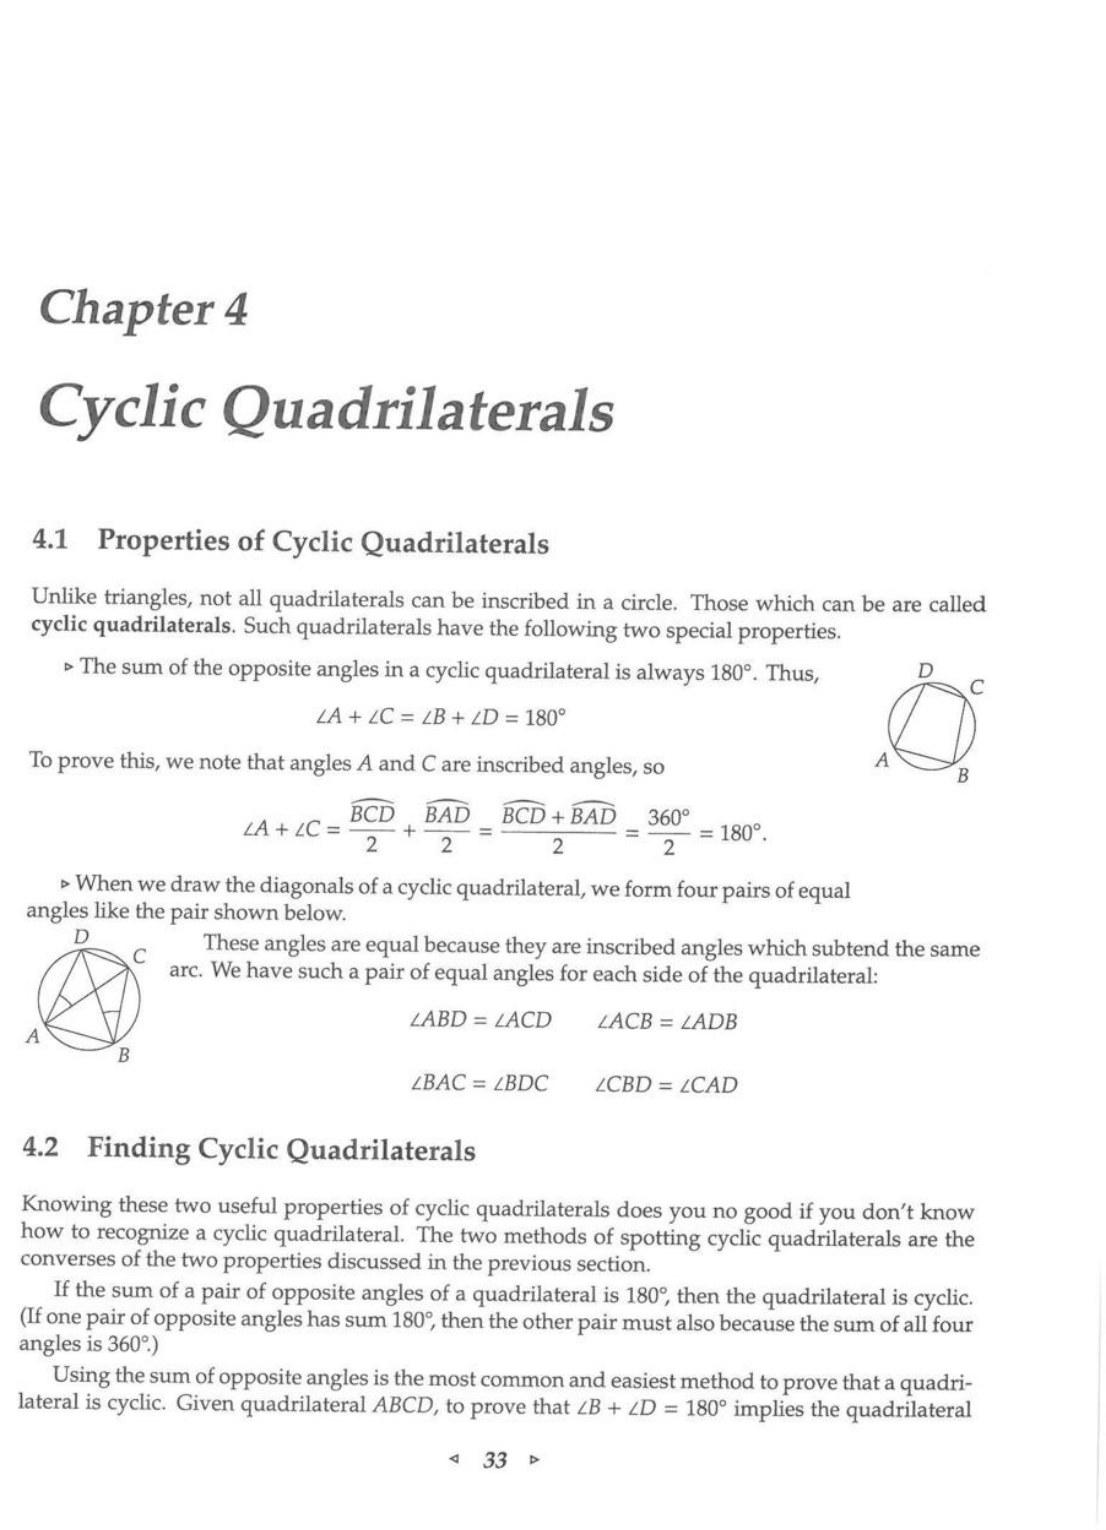 Chapter 4
Cyclic Quadrilaterals
4.1 Properties of Cyclic Quadrilaterals
Unlike triangles, not all quadrilaterals can be inscribed in a circle. Those which can be are called
cyclic quadrilaterals. Such quadrilaterals have the following two special properties.
▹ The sum of the opposite angles in a cyclic quadrilateral is always 180°. Thus,
∠A + ∠C = ∠B + ∠D = 180°
D
C
A
B
To prove this, we note that angles A and C are inscribed angles, so
∠A + ∠C = \frac{\widehat{BCD}}{2} + \frac{\widehat{BAD}}{2} = \frac{\widehat{BCD} + \widehat{BAD}}{2} = \frac{360°}{2} = 180°.
▹ When we draw the diagonals of a cyclic quadrilateral, we form four pairs of equal
angles like the pair shown below.
D
C
A
B
These angles are equal because they are inscribed angles which subtend the same
arc. We have such a pair of equal angles for each side of the quadrilateral:
∠ABD = ∠ACD ∠ACB = ∠ADB
∠BAC = ∠BDC ∠CBD = ∠CAD
4.2 Finding Cyclic Quadrilaterals
Knowing these two useful properties of cyclic quadrilaterals does you no good if you don't know
how to recognize a cyclic quadrilateral. The two methods of spotting cyclic quadrilaterals are the
converses of the two properties discussed in the previous section.
If the sum of a pair of opposite angles of a quadrilateral is 180°, then the quadrilateral is cyclic.
(If one pair of opposite angles has sum 180°, then the other pair must also because the sum of all four
angles is 360°.)
Using the sum of opposite angles is the most common and easiest method to prove that a quadri-
lateral is cyclic. Given quadrilateral ABCD, to prove that ∠B + ∠D = 180° implies the quadrilateral
◃ 33 ▹